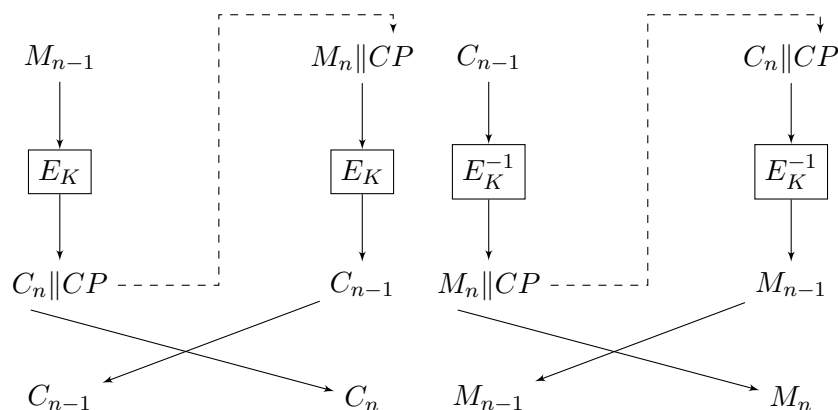 $M_{n-1}$ $M_n \| CP$ $C_{n-1}$ $C_n \| CP$
$E_K$ $E_K$ $E_K^{-1}$ $E_K^{-1}$
$C_n \| CP$ $C_{n-1}$ $M_n \| CP$ $M_{n-1}$
$C_{n-1}$ $C_n$ $M_{n-1}$ $M_n$